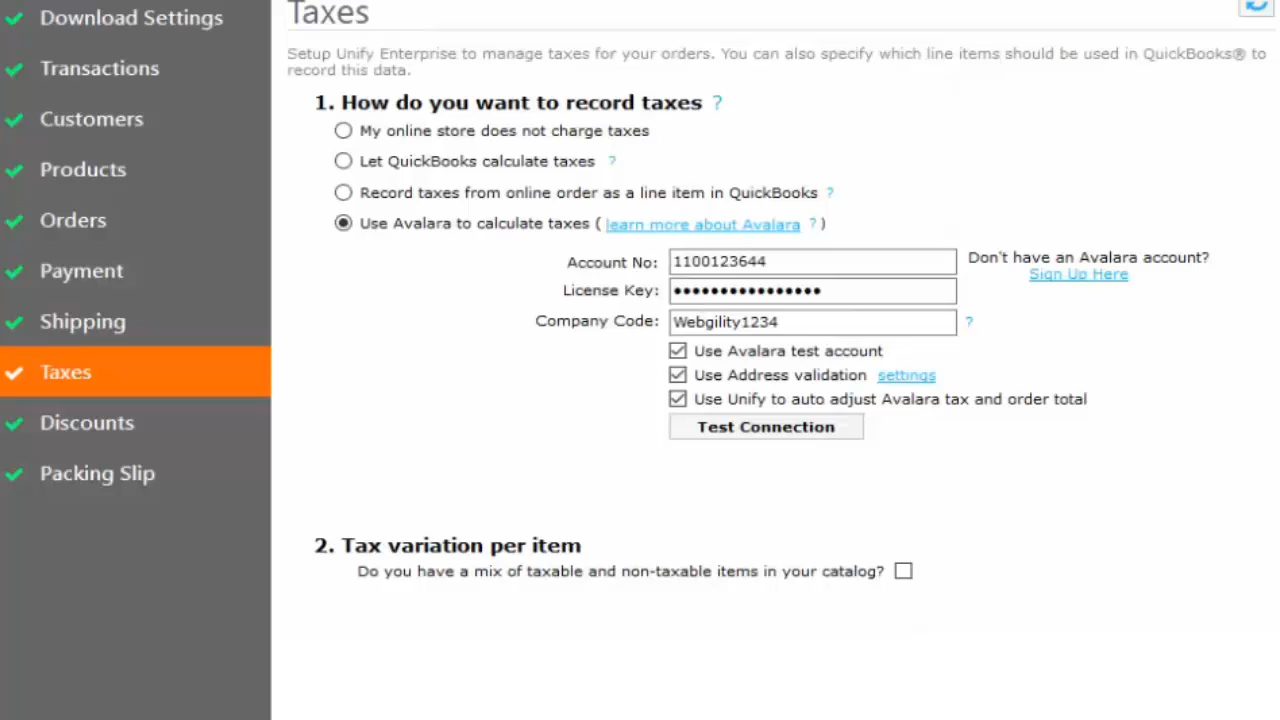 Download Settings
Transactions
Customers
Products
Orders
Payment
Shipping
Taxes
Discounts
Packing Slip
Taxes
Setup Unify Enterprise to manage taxes for your orders. You can also specify which line items should be used in QuickBooks® to
record this data.
1. How do you want to record taxes ?
My online store does not charge taxes
Let QuickBooks calculate taxes ?
Record taxes from online order as a line item in QuickBooks ?
Use Avalara to calculate taxes ( learn more about Avalara ? )
Account No: 1100123644
Don't have an Avalara account?
Sign Up Here
License Key: ••••••••••••••••
Company Code: Webgility1234 ?
Use Avalara test account
Use Address validation settings
Use Unify to auto adjust Avalara tax and order total
Test Connection
2. Tax variation per item
Do you have a mix of taxable and non-taxable items in your catalog?